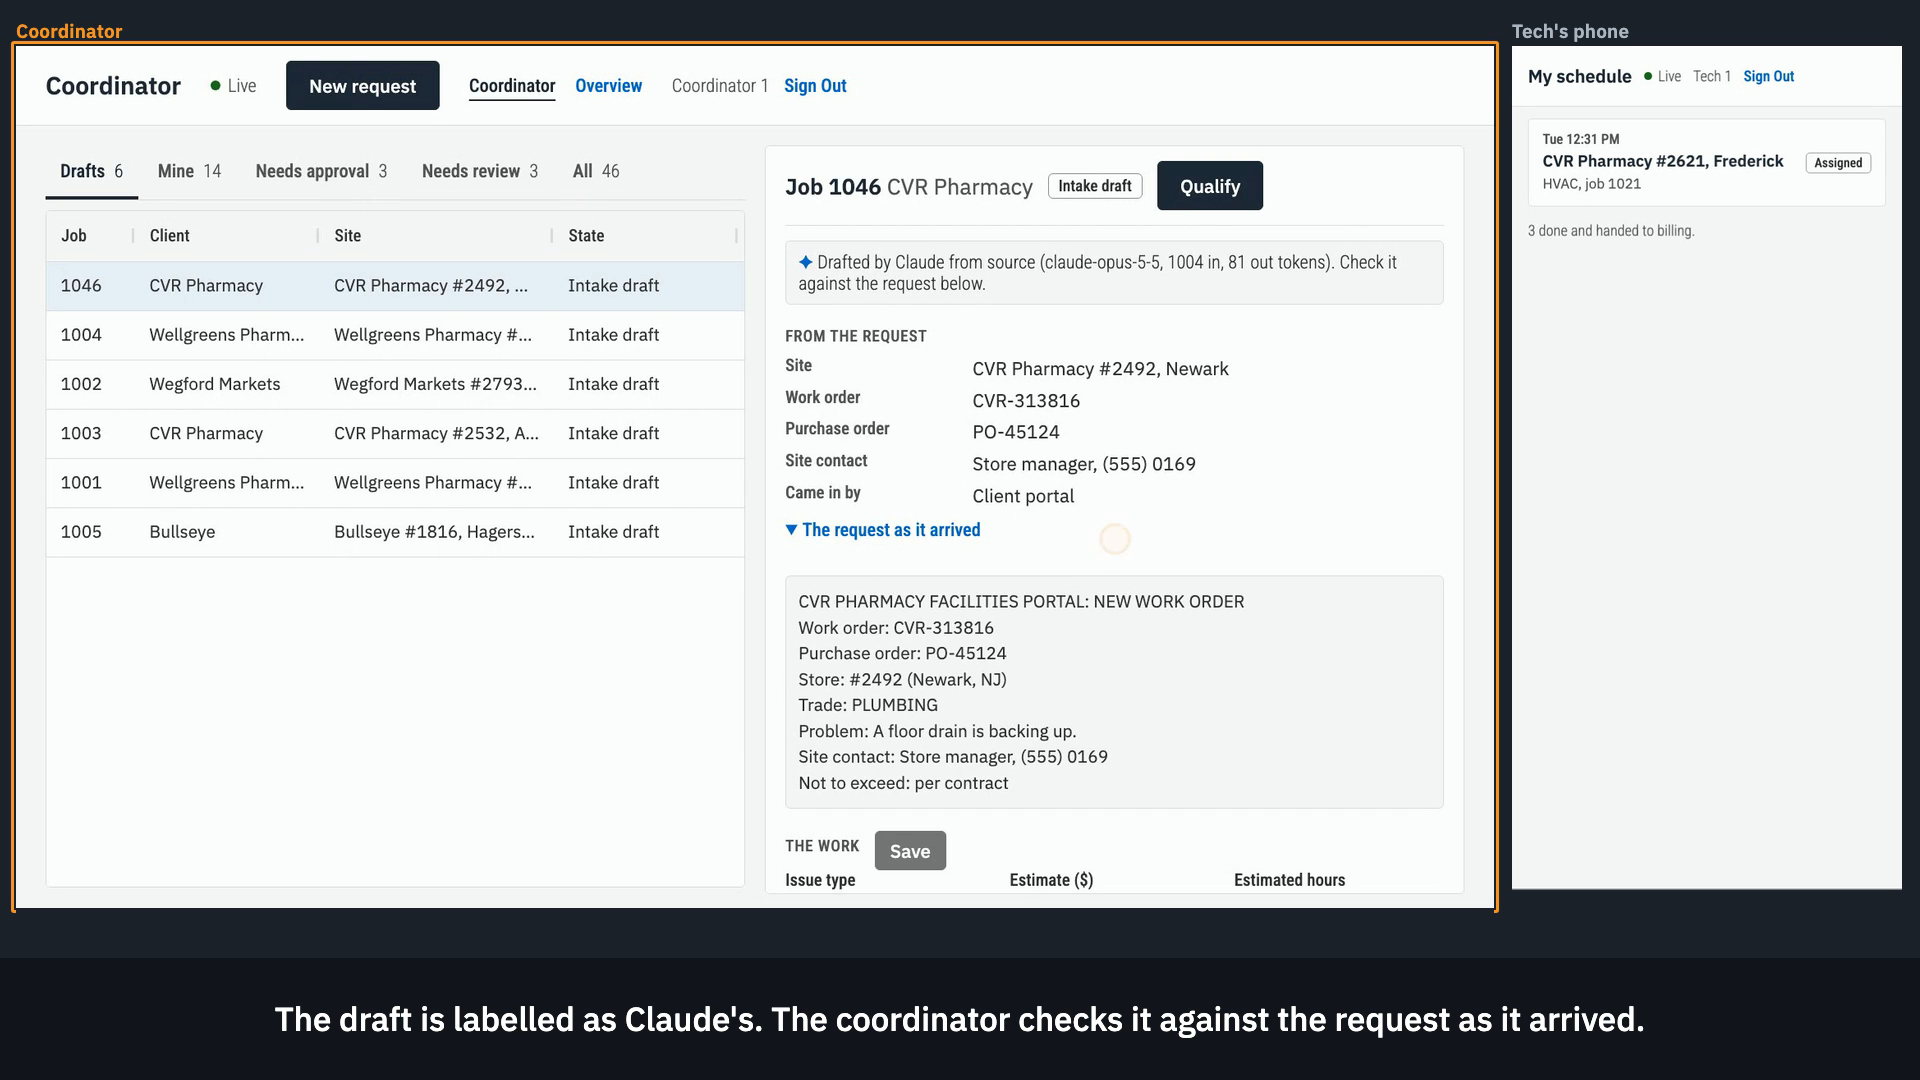 Coordinator
Tech's phone
Coordinator
Live
New request
Coordinator
Overview
Coordinator 1
Sign Out
Drafts 6
Mine 14
Needs approval 3
Needs review 3
All 46
Job Client Site State
1046 CVR Pharmacy CVR Pharmacy #2492, ... Intake draft
1004 Wellgreens Pharm... Wellgreens Pharmacy #... Intake draft
1002 Wegford Markets Wegford Markets #2793... Intake draft
1003 CVR Pharmacy CVR Pharmacy #2532, A... Intake draft
1001 Wellgreens Pharm... Wellgreens Pharmacy #... Intake draft
1005 Bullseye Bullseye #1816, Hagers... Intake draft
Job 1046 CVR Pharmacy
Intake draft
Qualify
Drafted by Claude from source (claude-opus-5-5, 1004 in, 81 out tokens). Check it
against the request below.
FROM THE REQUEST
Site CVR Pharmacy #2492, Newark
Work order CVR-313816
Purchase order PO-45124
Site contact Store manager, (555) 0169
Came in by Client portal
▼ The request as it arrived
CVR PHARMACY FACILITIES PORTAL: NEW WORK ORDER
Work order: CVR-313816
Purchase order: PO-45124
Store: #2492 (Newark, NJ)
Trade: PLUMBING
Problem: A floor drain is backing up.
Site contact: Store manager, (555) 0169
Not to exceed: per contract
THE WORK
Save
Issue type Estimate ($) Estimated hours
My schedule
Live
Tech 1
Sign Out
Tue 12:31 PM
CVR Pharmacy #2621, Frederick
Assigned
HVAC, job 1021
3 done and handed to billing.
The draft is labelled as Claude's. The coordinator checks it against the request as it arrived.